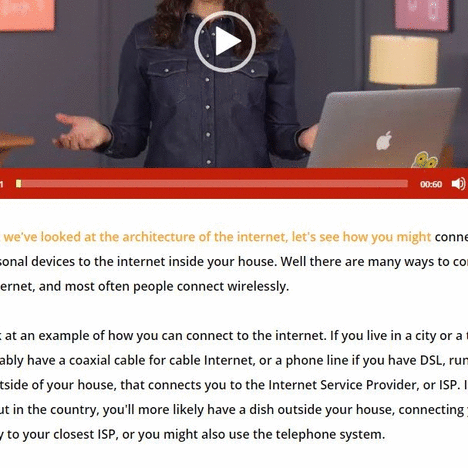 1
00:60
we've looked at the architecture of the internet, let's see how you might conne
sonal devices to the internet inside your house. Well there are many ways to co
ernet, and most often people connect wirelessly.
at an example of how you can connect to the internet. If you live in a city or a t
ably have a coaxial cable for cable Internet, or a phone line if you have DSL, run
tside of your house, that connects you to the Internet Service Provider, or ISP. I
ut in the country, you'll more likely have a dish outside your house, connecting
y to your closest ISP, or you might also use the telephone system.